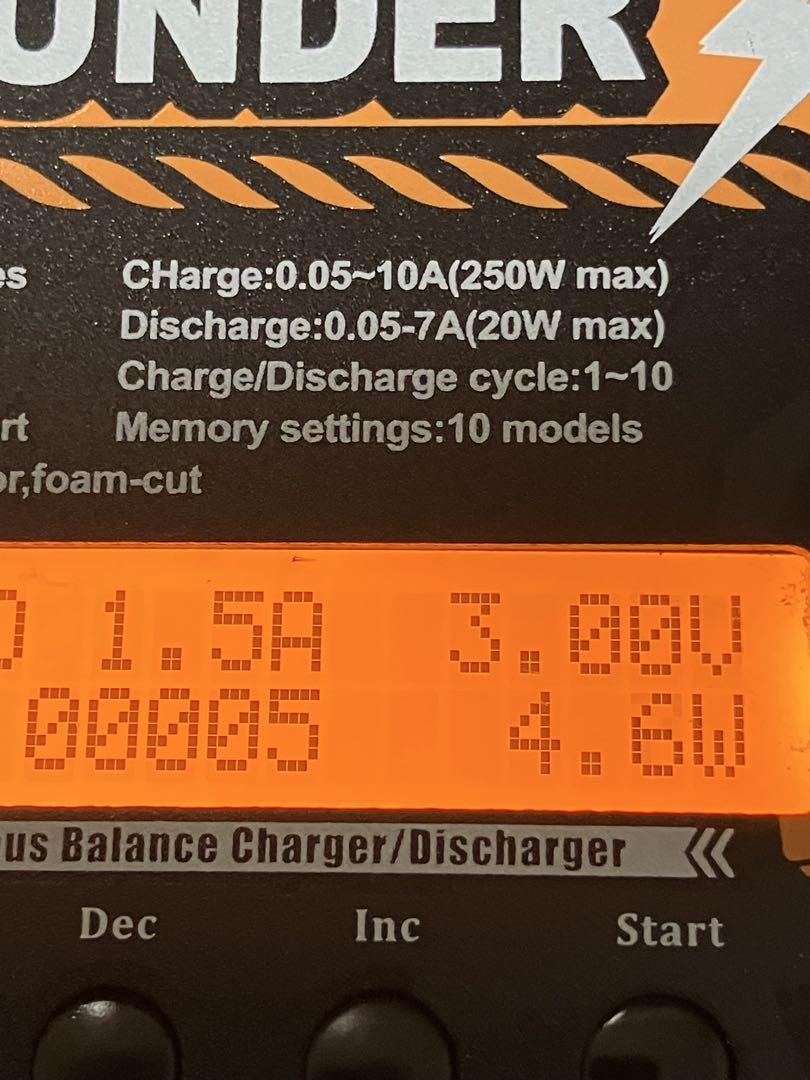 UNDER
es CHarge:0.05~10A(250W max)
Discharge:0.05-7A(20W max)
Charge/Discharge cycle:1~10
rt Memory settings:10 models
or,foam-cut
D 1.5A 3.00V
00005 4.6W
us Balance Charger/Discharger
Dec Inc Start